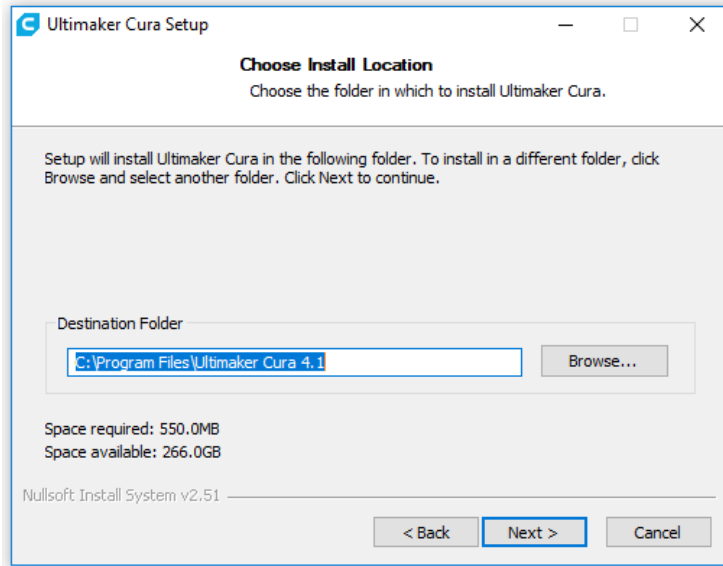 Ultimaker Cura Setup
Choose Install Location
Choose the folder in which to install Ultimaker Cura.
Setup will install Ultimaker Cura in the following folder. To install in a different folder, click
Browse and select another folder. Click Next to continue.
Destination Folder
C:\Program Files\Ultimaker Cura 4.1
Browse...
Space required: 550.0MB
Space available: 266.0GB
Nullsoft Install System v2.51
< Back
Next >
Cancel